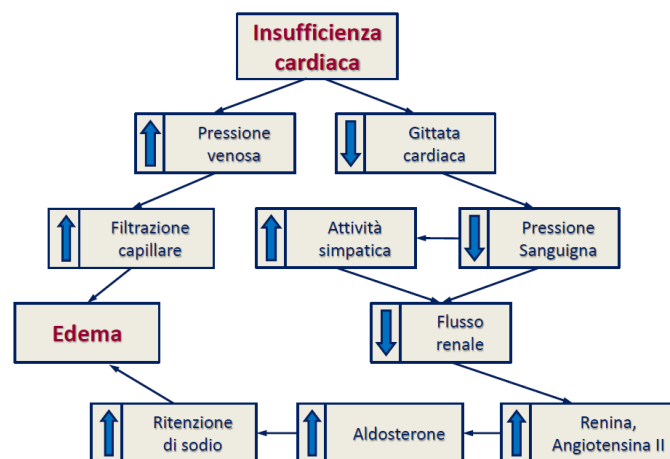 Insufficienza
cardiaca
Pressione
venosa
Gittata
cardiaca
Filtrazione
capillare
Attività
simpatica
Pressione
Sanguigna
Edema
Flusso
renale
Ritenzione
di sodio
Aldosterone
Renina,
Angiotensina II